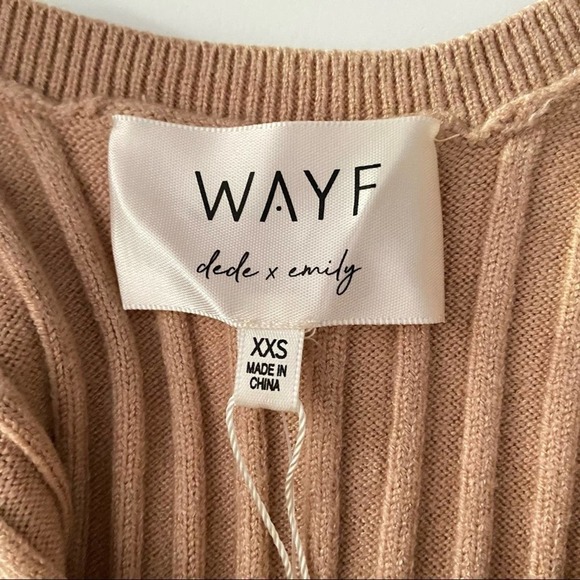 WAYF
dede x emily
XXS
MADE IN
CHINA